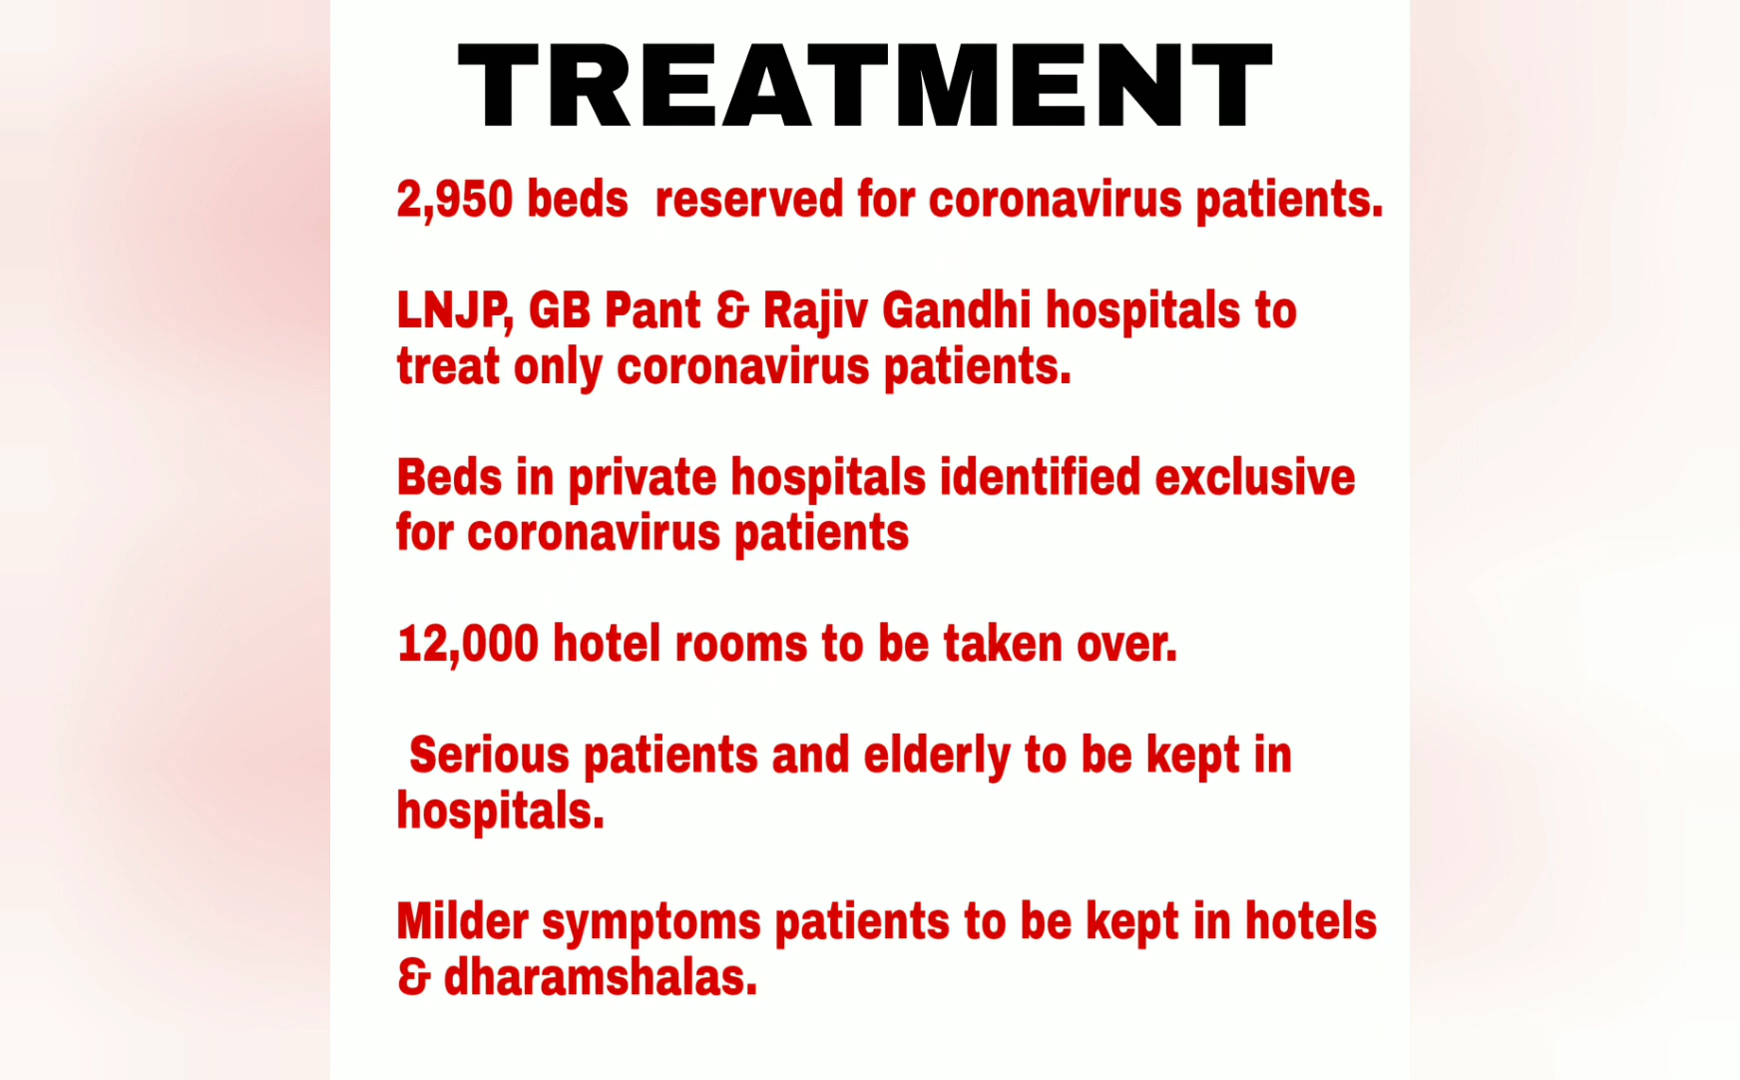 TREATMENT
2,950 beds  reserved for coronavirus patients.
LNJP, GB Pant & Rajiv Gandhi hospitals to
treat only coronavirus patients.
Beds in private hospitals identified exclusive
for coronavirus patients
12,000 hotel rooms to be taken over.
Serious patients and elderly to be kept in
hospitals.
Milder symptoms patients to be kept in hotels
& dharamshalas.